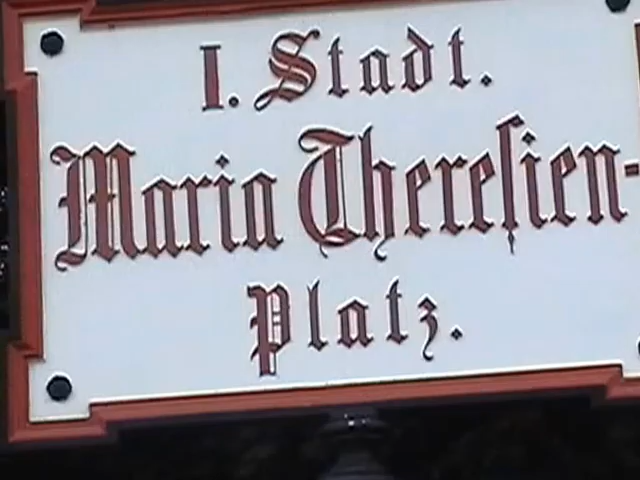 I. Stadt.
Maria Thereſien-
Platz.